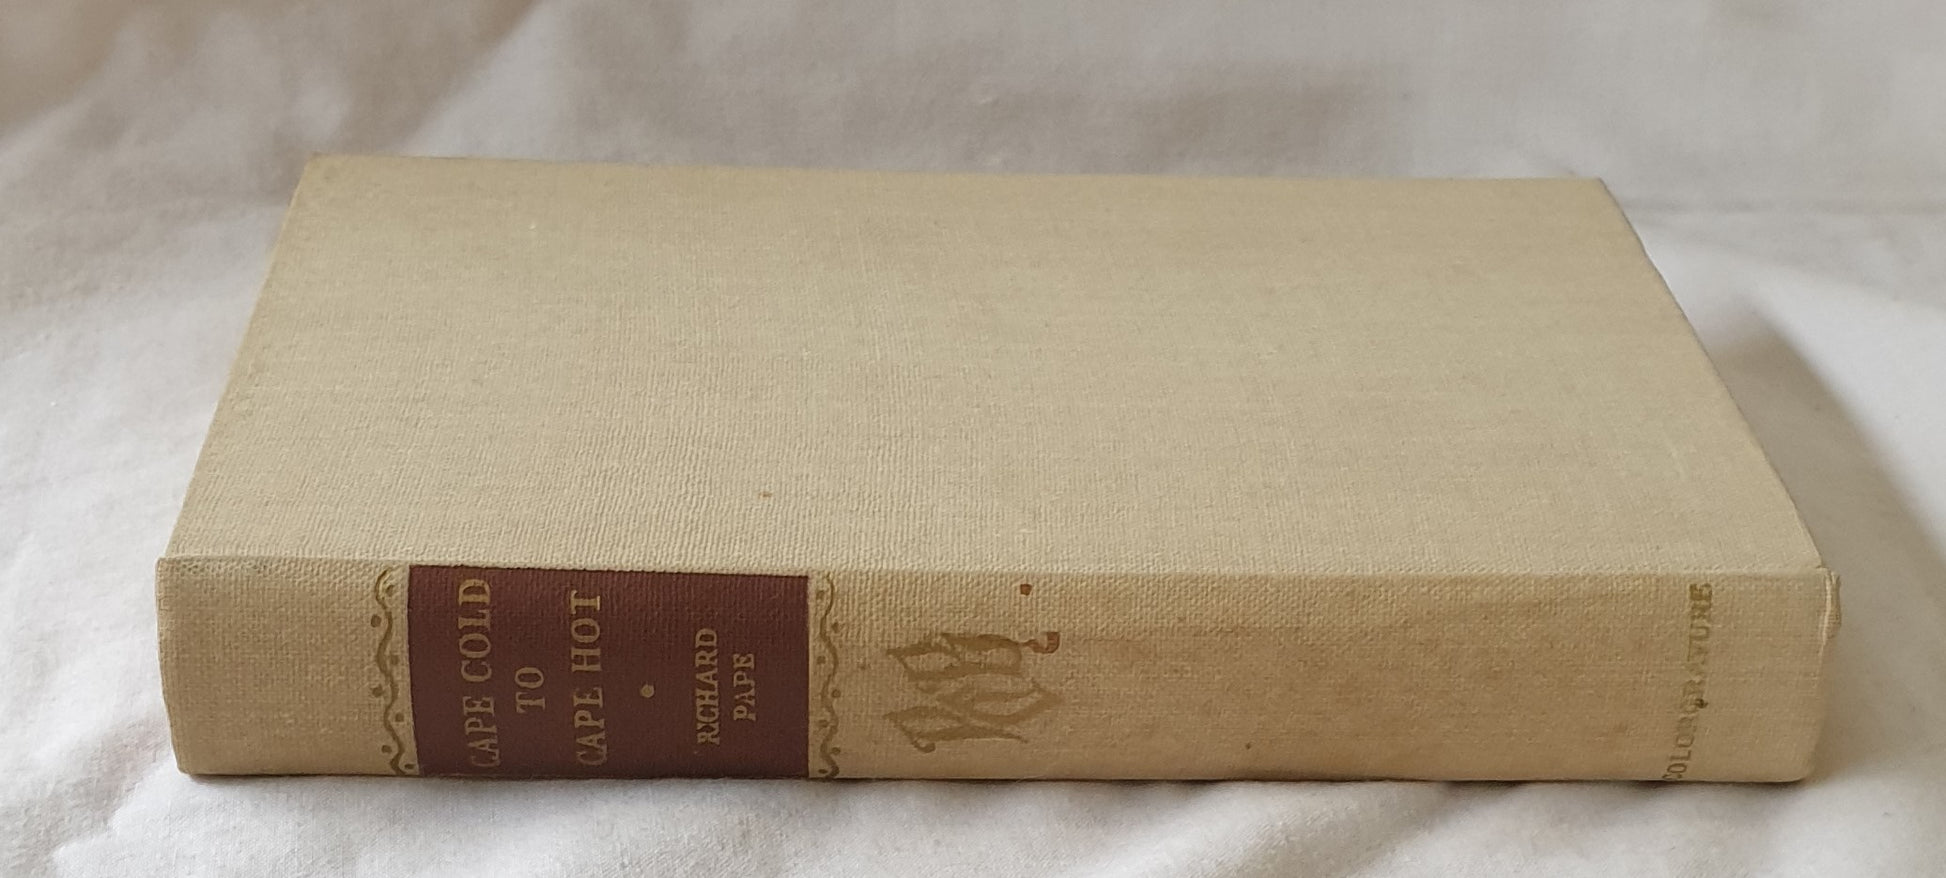 CAPE COLD
TO
CAPE HOT
RICHARD
PAPE
COLORGRAVURE